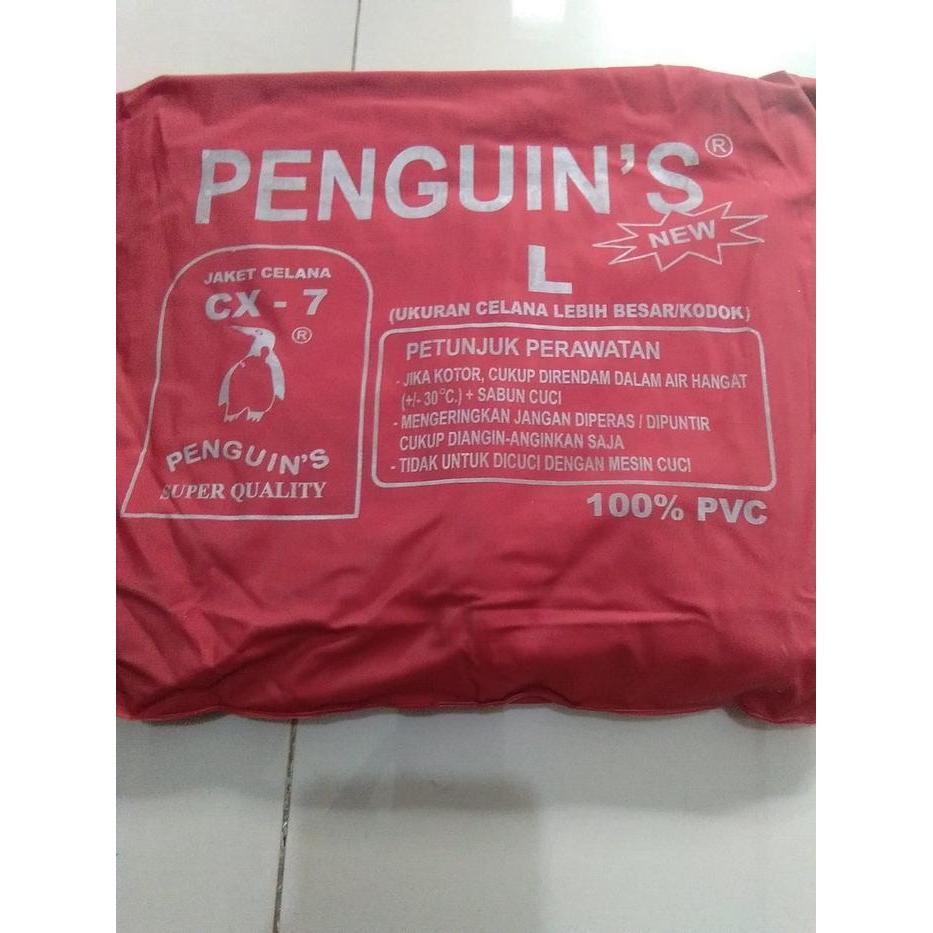 PENGUIN'S®
NEW
L
(UKURAN CELANA LEBIH BESAR/KODOK)
JAKET CELANA
CX - 7
®
PENGUIN'S
SUPER QUALITY
PETUNJUK PERAWATAN
- JIKA KOTOR, CUKUP DIRENDAM DALAM AIR HANGAT
(+/- 30°C.) + SABUN CUCI
- MENGERINGKAN JANGAN DIPERAS / DIPUNTIR
CUKUP DIANGIN-ANGINKAN SAJA
- TIDAK UNTUK DICUCI DENGAN MESIN CUCI
100% PVC